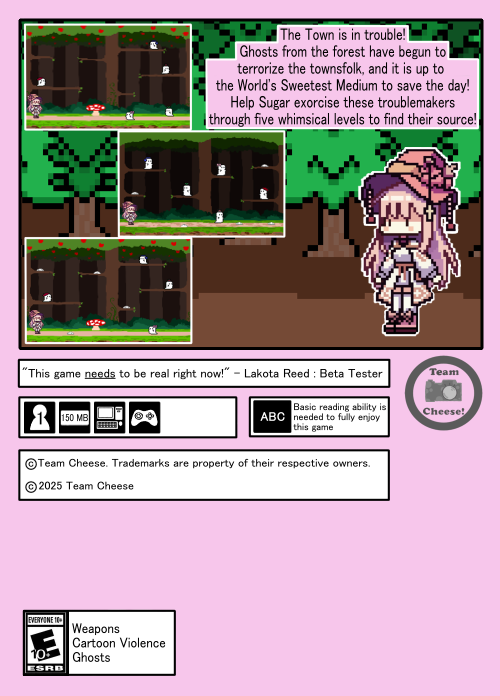 The Town is in trouble!
Ghosts from the forest have begun to
terrorize the townsfolk, and it is up to
the World's Sweetest Medium to save the day!
Help Sugar exorcise these troublemakers
through five whimsical levels to find their source!
"This game needs to be real right now!" - Lakota Reed : Beta Tester
Team
Cheese!
150 MB
ABC
Basic reading ability is
needed to fully enjoy
this game
©Team Cheese. Trademarks are property of their respective owners.
©2025 Team Cheese
EVERYONE 10+
E
10+
ESRB
Weapons
Cartoon Violence
Ghosts